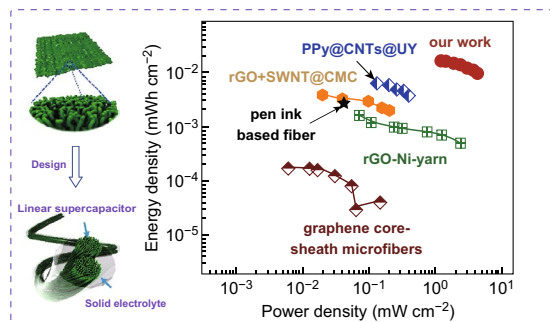 Design
Linear supercapacitor
Solid electrolyte
Energy density (mWh cm⁻²)
10⁻²
10⁻³
10⁻⁴
10⁻⁵
PPy@CNTs@UY
our work
rGO+SWNT@CMC
pen ink
based fiber
rGO-Ni-yarn
graphene core-
sheath microfibers
10⁻³ 10⁻² 10⁻¹ 10⁰ 10¹
Power density (mW cm⁻²)